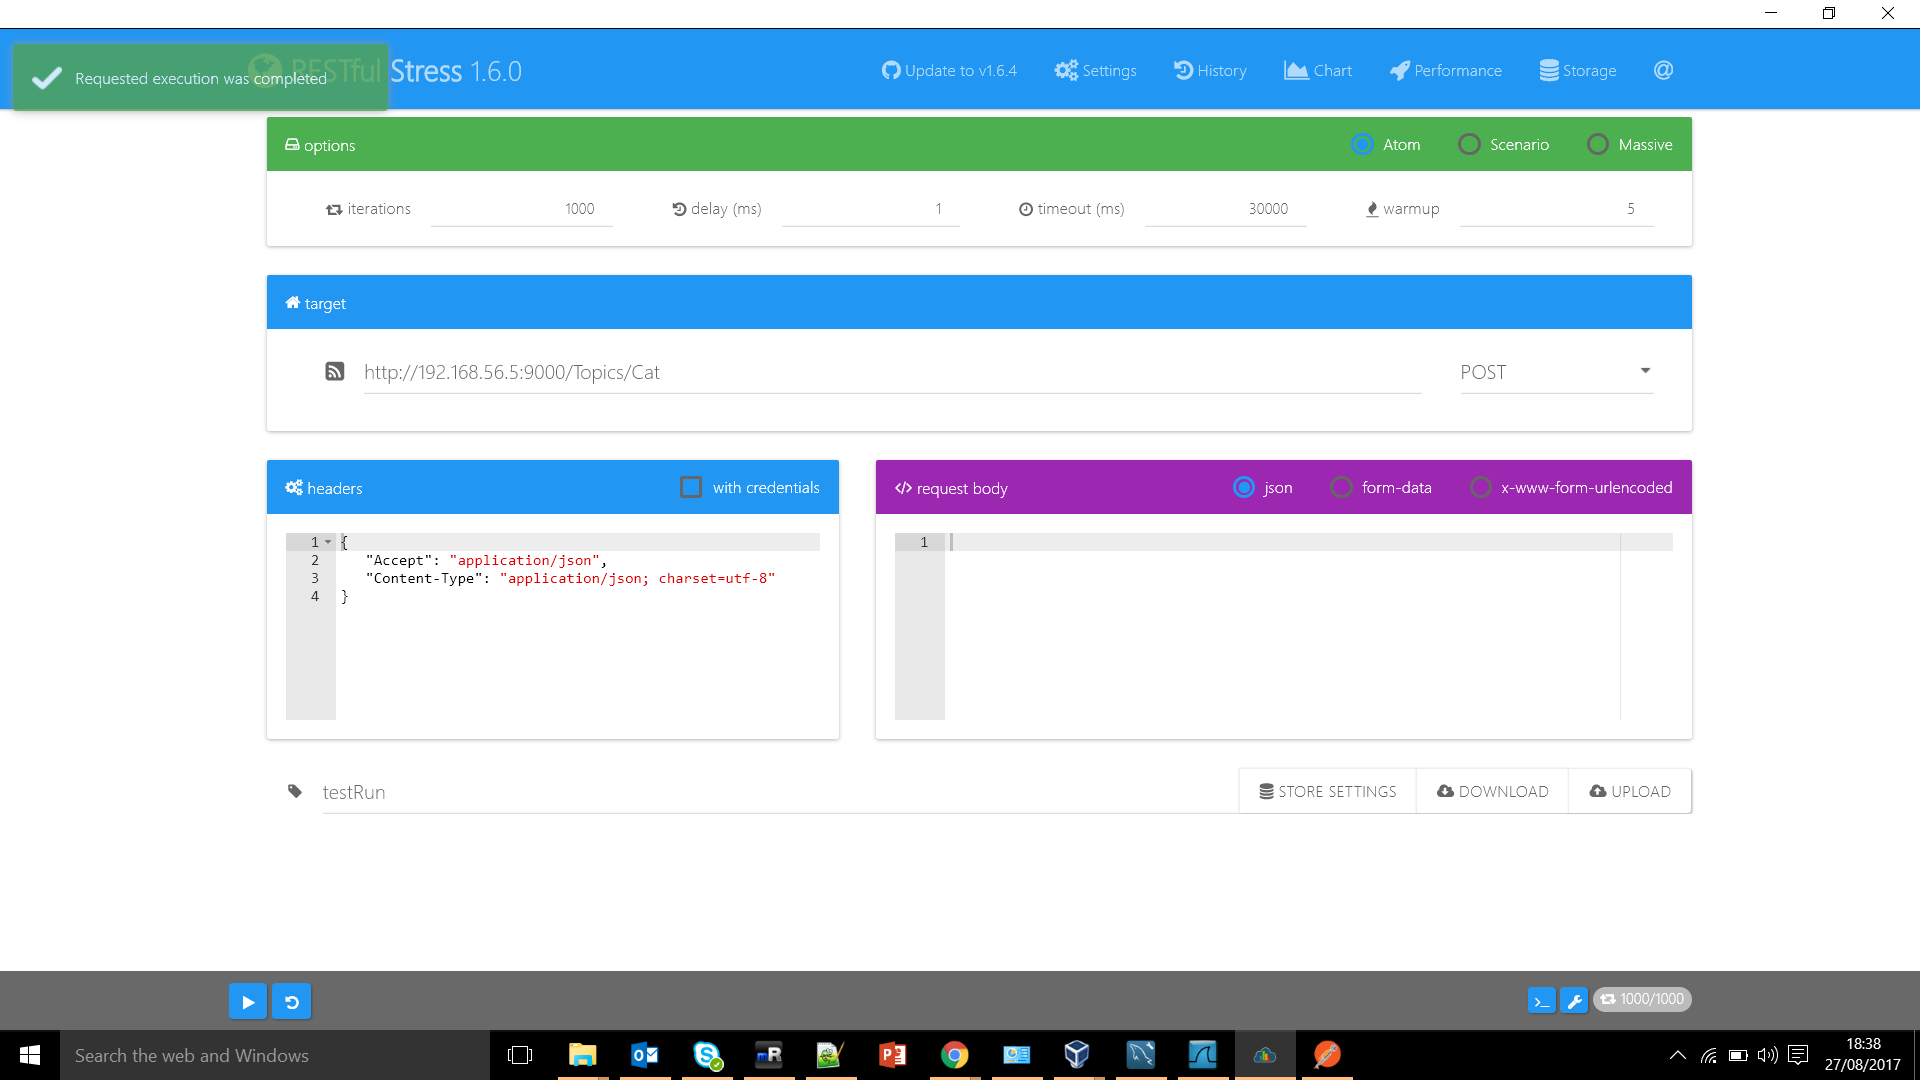 Requested execution was completed
RESTful Stress 1.6.0
Update to v1.6.4
Settings
History
Chart
Performance
Storage
@
options
Atom
Scenario
Massive
iterations
1000
delay (ms)
1
timeout (ms)
30000
warmup
5
target
http://192.168.56.5:9000/Topics/Cat
POST
headers
with credentials
1 {
2 "Accept": "application/json",
3 "Content-Type": "application/json; charset=utf-8"
4 }
</> request body
json
form-data
x-www-form-urlencoded
1
testRun
STORE SETTINGS
DOWNLOAD
UPLOAD
>_
1000/1000
Search the web and Windows
mR
18:38
27/08/2017